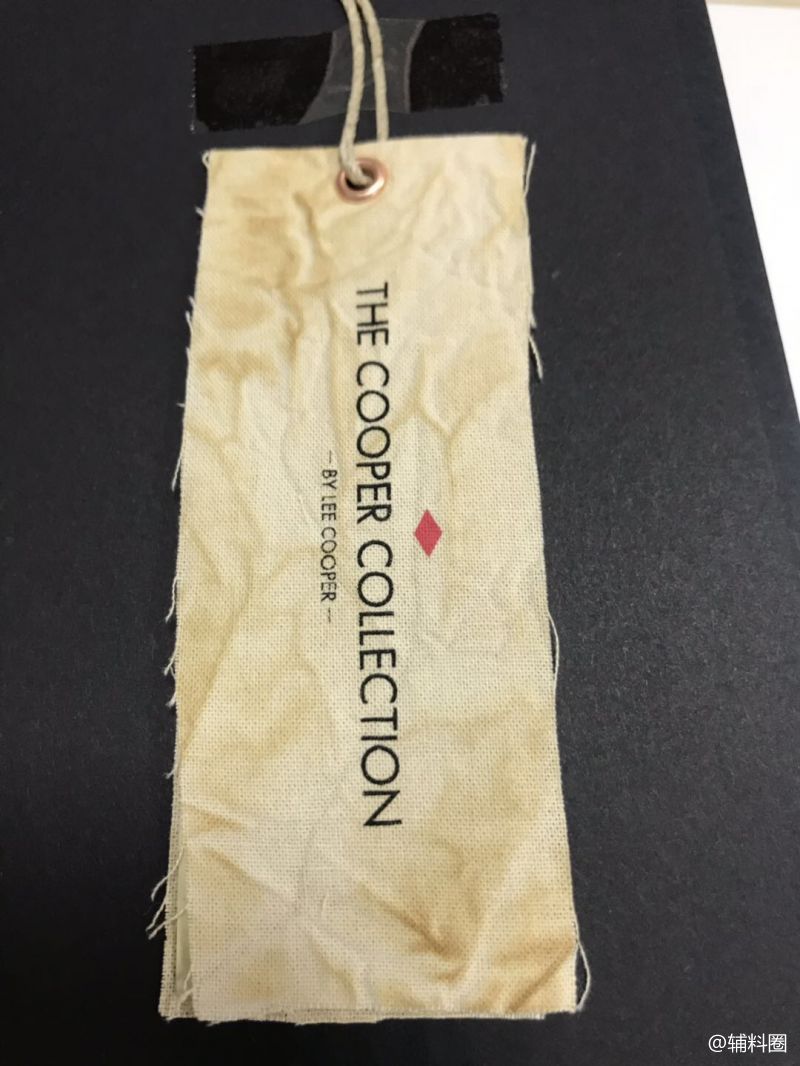 THE COOPER COLLECTION
– BY LEE COOPER –
@辅料圈